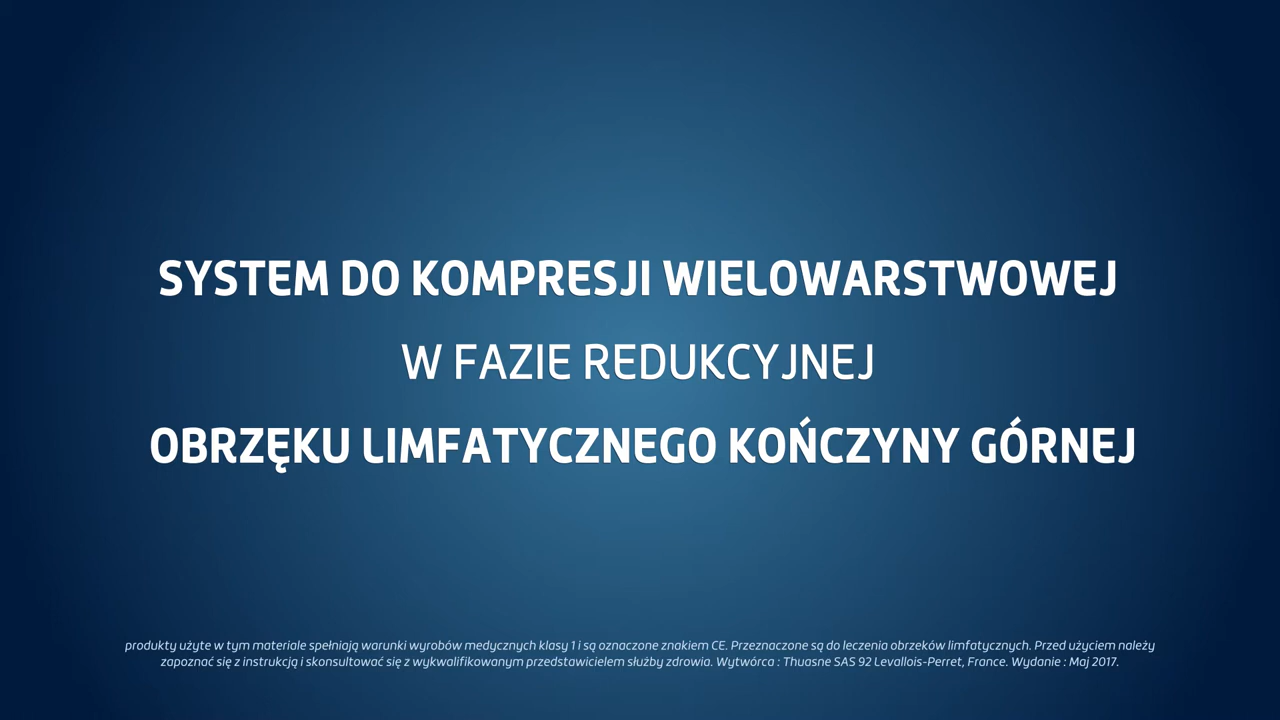 SYSTEM DO KOMPRESJI WIELOWARSTWOWEJ
W FAZIE REDUKCYJNEJ
OBRZĘKU LIMFATYCZNEGO KOŃCZYNY GÓRNEJ
produkty użyte w tym materiale spełniają warunki wyrobów medycznych klasy 1 i są oznaczone znakiem CE. Przeznaczone są do leczenia obrzeków limfatycznych. Przed użyciem należy
zapoznać się z instrukcją i skonsultować się z wykwalifikowanym przedstawicielem służby zdrowia. Wytwórca : Thuasne SAS 92 Levallois-Perret, France. Wydanie : Maj 2017.